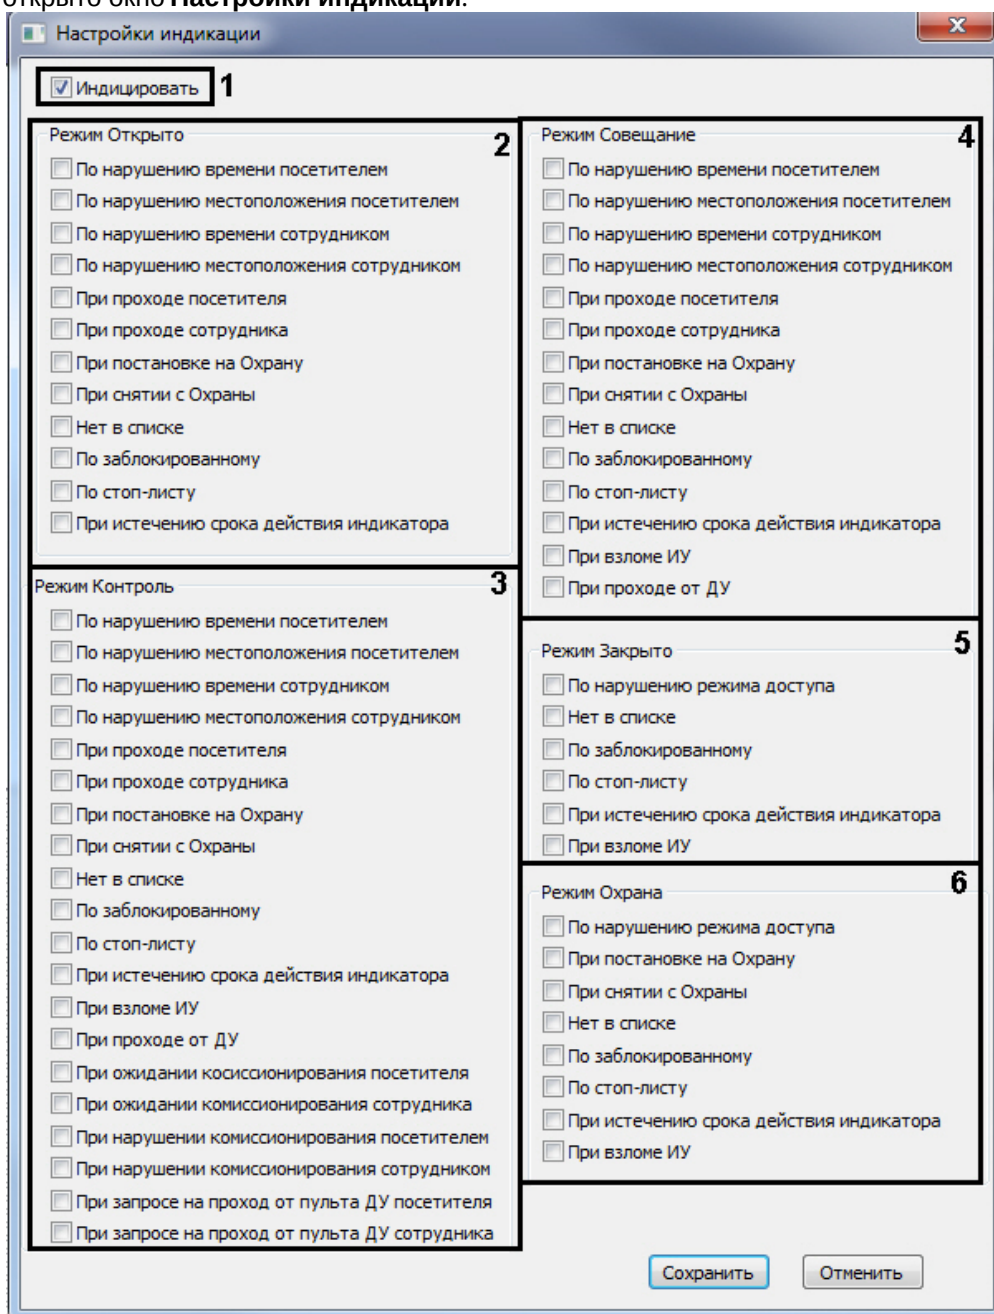 открыто окно Настройки индикации.
Настройки индикации
Индицировать 1
Режим Открыто 2
По нарушению времени посетителем
По нарушению местоположения посетителем
По нарушению времени сотрудником
По нарушению местоположения сотрудником
При проходе посетителя
При проходе сотрудника
При постановке на Охрану
При снятии с Охраны
Нет в списке
По заблокированному
По стоп-листу
При истечению срока действия индикатора
Режим Контроль 3
По нарушению времени посетителем
По нарушению местоположения посетителем
По нарушению времени сотрудником
По нарушению местоположения сотрудником
При проходе посетителя
При проходе сотрудника
При постановке на Охрану
При снятии с Охраны
Нет в списке
По заблокированному
По стоп-листу
При истечению срока действия индикатора
При взломе ИУ
При проходе от ДУ
При ожидании косиссионирования посетителя
При ожидании комиссионирования сотрудника
При нарушении комиссионирования посетителем
При нарушении комиссионирования сотрудником
При запросе на проход от пульта ДУ посетителя
При запросе на проход от пульта ДУ сотрудника
Режим Совещание 4
По нарушению времени посетителем
По нарушению местоположения посетителем
По нарушению времени сотрудником
По нарушению местоположения сотрудником
При проходе посетителя
При проходе сотрудника
При постановке на Охрану
При снятии с Охраны
Нет в списке
По заблокированному
По стоп-листу
При истечению срока действия индикатора
При взломе ИУ
При проходе от ДУ
Режим Закрыто 5
По нарушению режима доступа
Нет в списке
По заблокированному
По стоп-листу
При истечению срока действия индикатора
При взломе ИУ
Режим Охрана 6
По нарушению режима доступа
При постановке на Охрану
При снятии с Охраны
Нет в списке
По заблокированному
По стоп-листу
При истечению срока действия индикатора
При взломе ИУ
Сохранить Отменить